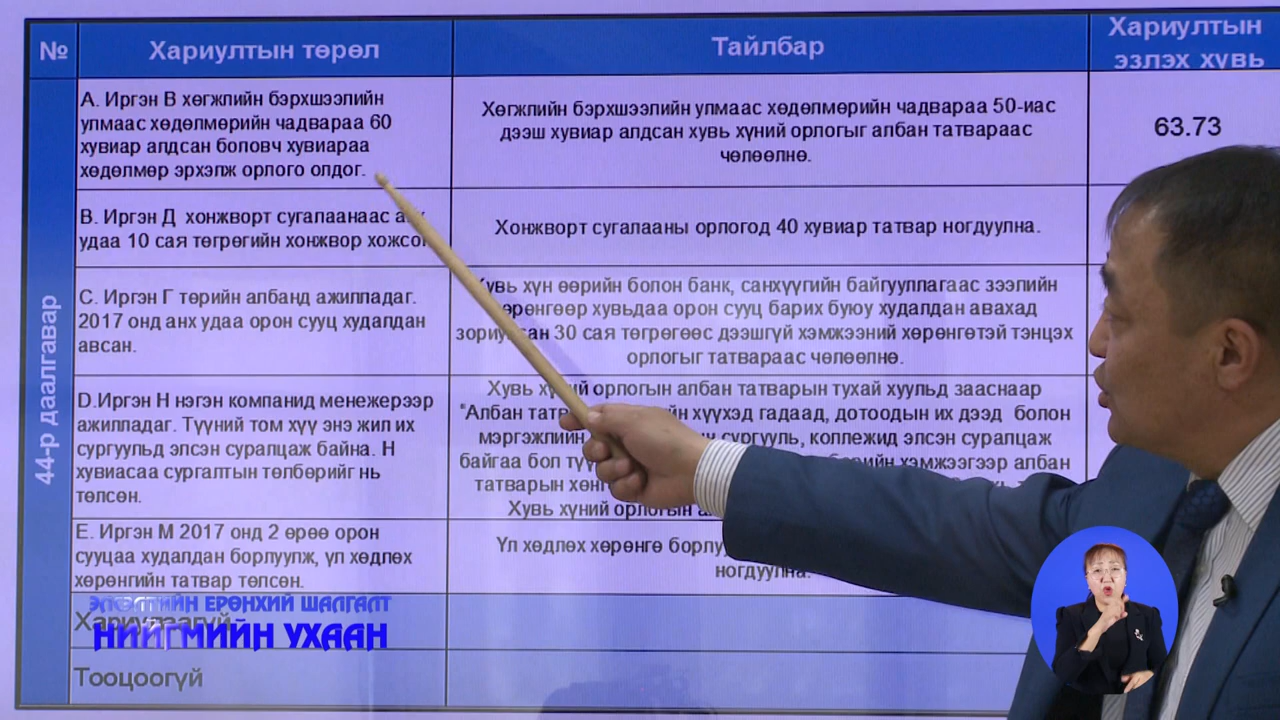 №
Хариултын төрөл
Тайлбар
Хариултын
эзлэх хувь
44-р даалгавар
А. Иргэн В хөгжлийн бэрхшээлийн
улмаас хөдөлмөрийн чадвараа 60
хувиар алдсан боловч хувиараа
хөдөлмөр эрхэлж орлого олдог.
Хөгжлийн бэрхшээлийн улмаас хөдөлмөрийн чадвараа 50-иас
дээш хувиар алдсан хувь хүний орлогыг албан татвараас
чөлөөлнө.
63.73
В. Иргэн Д хонжворт сугалаанаас
удаа 10 сая төгрөгийн хонжвор
Хонжворт сугалааны орлогод 40 хувиар татвар ногдуулна.
С. Иргэн Г төрийн албанд ажилладаг.
2017 онд анх удаа орон сууц худалдан
авсан.
хүн өөрийн болон банк, санхүүгийн байгууллагаас зээлийн
хувьдаа орон сууц барих буюу худалдан авахад
30 сая төгрөгөөс дээшгүй хэмжээний хөрөнгөтэй тэнцэх
орлогыг татвараас чөлөөлнө.
D.Иргэн Н нэгэн компанид менежерээр
ажилладаг. Түүний том хүү энэ жил их
сургуульд элсэн суралцаж байна. Н
хувиасаа сургалтын төлбөрийг нь
төлсөн.
Хувь орлогын албан татварын тухай хуульд зааснаар
"Албан хүүхэд гадаад, дотоодын их дээд болон
мэргэжлийн сургууль, коллежид элсэн суралцаж
байгаа бол хэмжээгээр албан
татварын
Хувь хүний
Е. Иргэн М 2017 онд 2 өрөө орон
сууцаа худалдан борлуулж, үл хөдлөх
хөрөнгийн татвар төлсөн.
Үл хөдлөх хөрөнгө
ногдуулна.
Хариулаагүй
Тооцоогүй
ЭЛСЭЛТИЙН ЕРӨНХИЙ ШАЛГАЛТ
НИЙГМИЙН УХААН